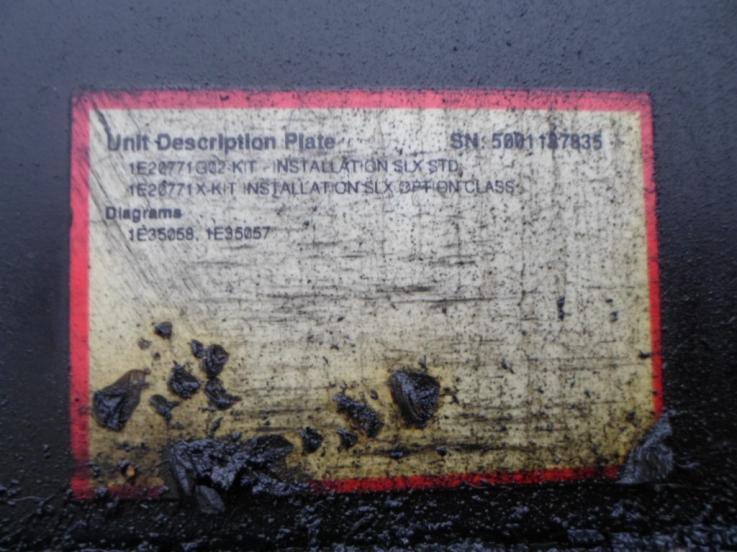 Unit Description Plate SN: 5001187835
1E20771G02 KIT - INSTALLATION SLX STD
1E20771X KIT INSTALLATION SLX OPTION CLASS
Diagrams
1E35058, 1E35057